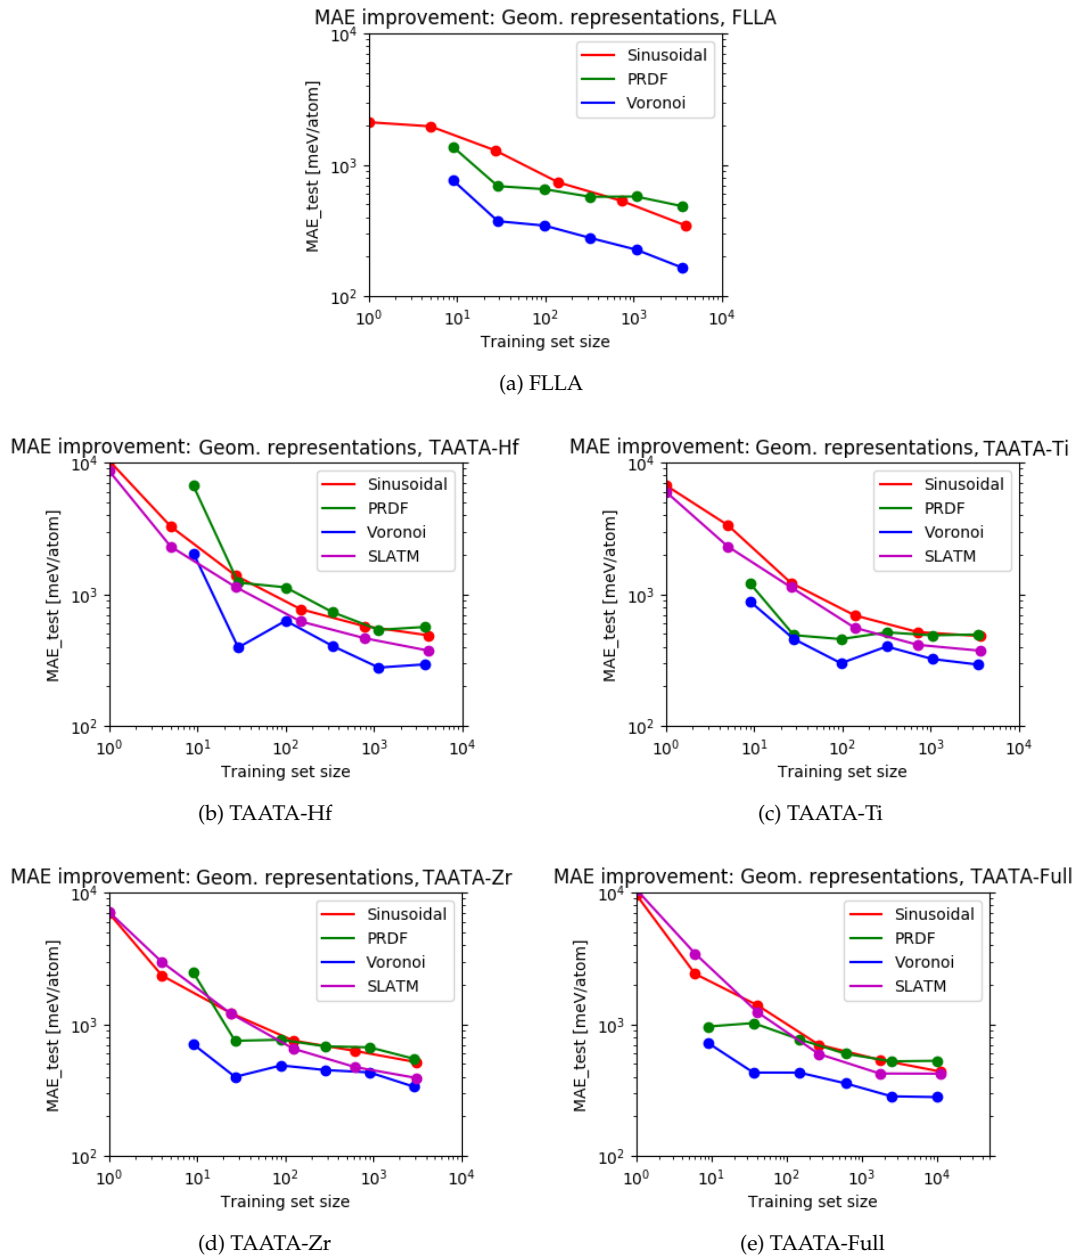 MAE improvement: Geom. representations, FLLA
MAE_test [meV/atom]
10^4
10^3
10^2
Sinusoidal
PRDF
Voronoi
10^0 10^1 10^2 10^3 10^4
Training set size
(a) FLLA
MAE improvement: Geom. representations, TAATA-Hf
MAE_test [meV/atom]
10^4
10^3
10^2
Sinusoidal
PRDF
Voronoi
SLATM
10^0 10^1 10^2 10^3 10^4
Training set size
(b) TAATA-Hf
MAE improvement: Geom. representations, TAATA-Ti
MAE_test [meV/atom]
10^4
10^3
10^2
Sinusoidal
PRDF
Voronoi
SLATM
10^0 10^1 10^2 10^3 10^4
Training set size
(c) TAATA-Ti
MAE improvement: Geom. representations, TAATA-Zr
MAE_test [meV/atom]
10^4
10^3
10^2
Sinusoidal
PRDF
Voronoi
SLATM
10^0 10^1 10^2 10^3 10^4
Training set size
(d) TAATA-Zr
MAE improvement: Geom. representations, TAATA-Full
MAE_test [meV/atom]
10^4
10^3
10^2
Sinusoidal
PRDF
Voronoi
SLATM
10^0 10^1 10^2 10^3 10^4
Training set size
(e) TAATA-Full